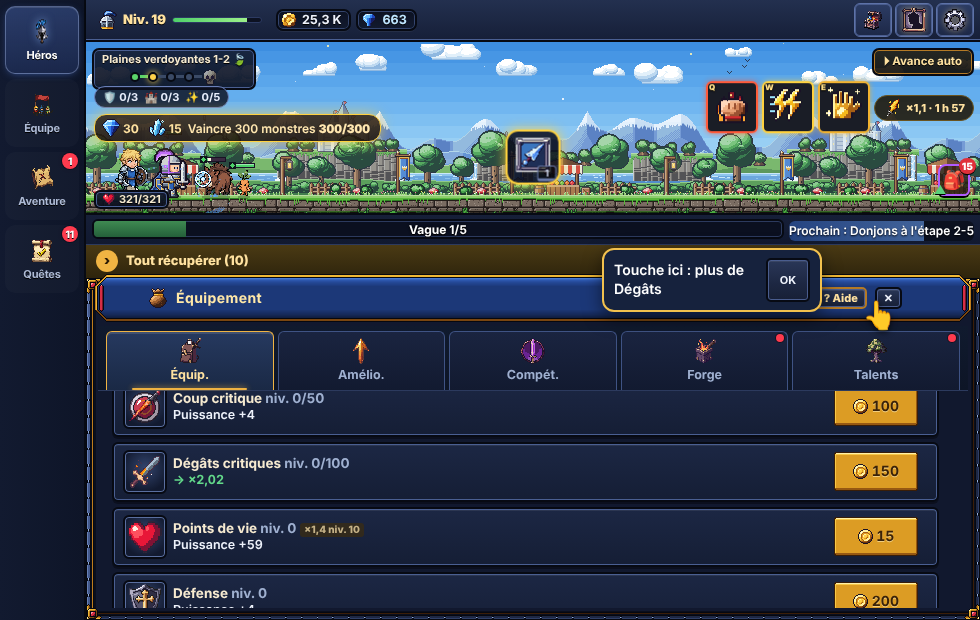 Héros
Équipe
1
Aventure
11
Quêtes
Niv. 19
25,3 K
663
Plaines verdoyantes 1-2
0/3 0/3 0/5
30 15 Vaincre 300 monstres 300/300
Q
W
E
Avance auto
×1,1 · 1 h 57
1
15
321/321
Vague 1/5
Prochain : Donjons à l'étape 2-5
Tout récupérer (10)
Touche ici : plus de
Dégâts
OK
Équipement
? Aide
×
Équip.
Amélio.
Compét.
Forge
Talents
Coup critique niv. 0/50
Puissance +4
100
Dégâts critiques niv. 0/100
→ ×2,02
150
Points de vie niv. 0 ×1,4 niv. 10
Puissance +59
15
Défense niv. 0
Puissance +4
200